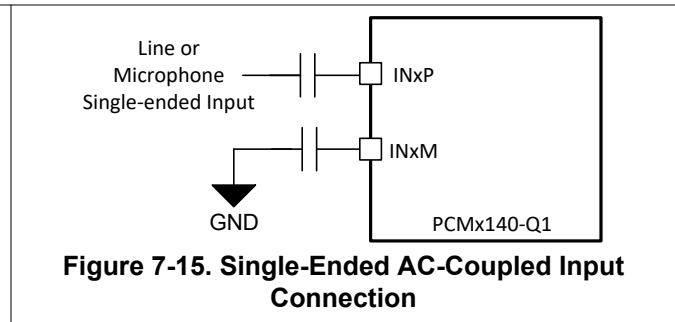 Line or
Microphone
Single-ended Input
INxP
INxM
GND
PCMx140-Q1
Figure 7-15. Single-Ended AC-Coupled Input
Connection